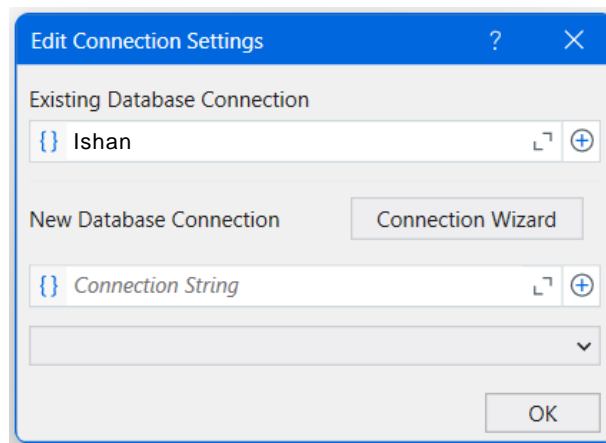 Edit Connection Settings ?
Existing Database Connection
{} Ishan
New Database Connection Connection Wizard
{} Connection String
OK